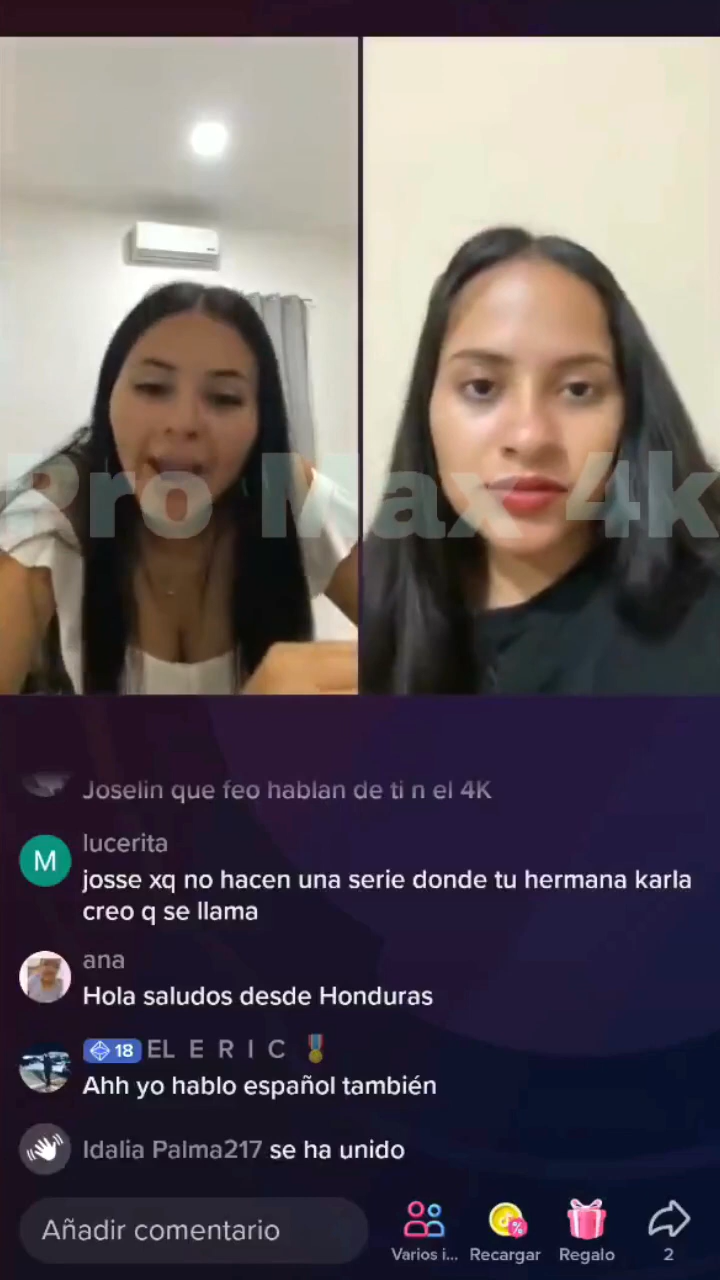 Pro Max 4k
Joselin que feo hablan de ti n el 4K
M
lucerita
josse xq no hacen una serie donde tu hermana karla
creo q se llama
ana
Hola saludos desde Honduras
18 EL E R I C
Ahh yo hablo español también
Idalia Palma217 se ha unido
Añadir comentario
Varios i... Recargar Regalo 2